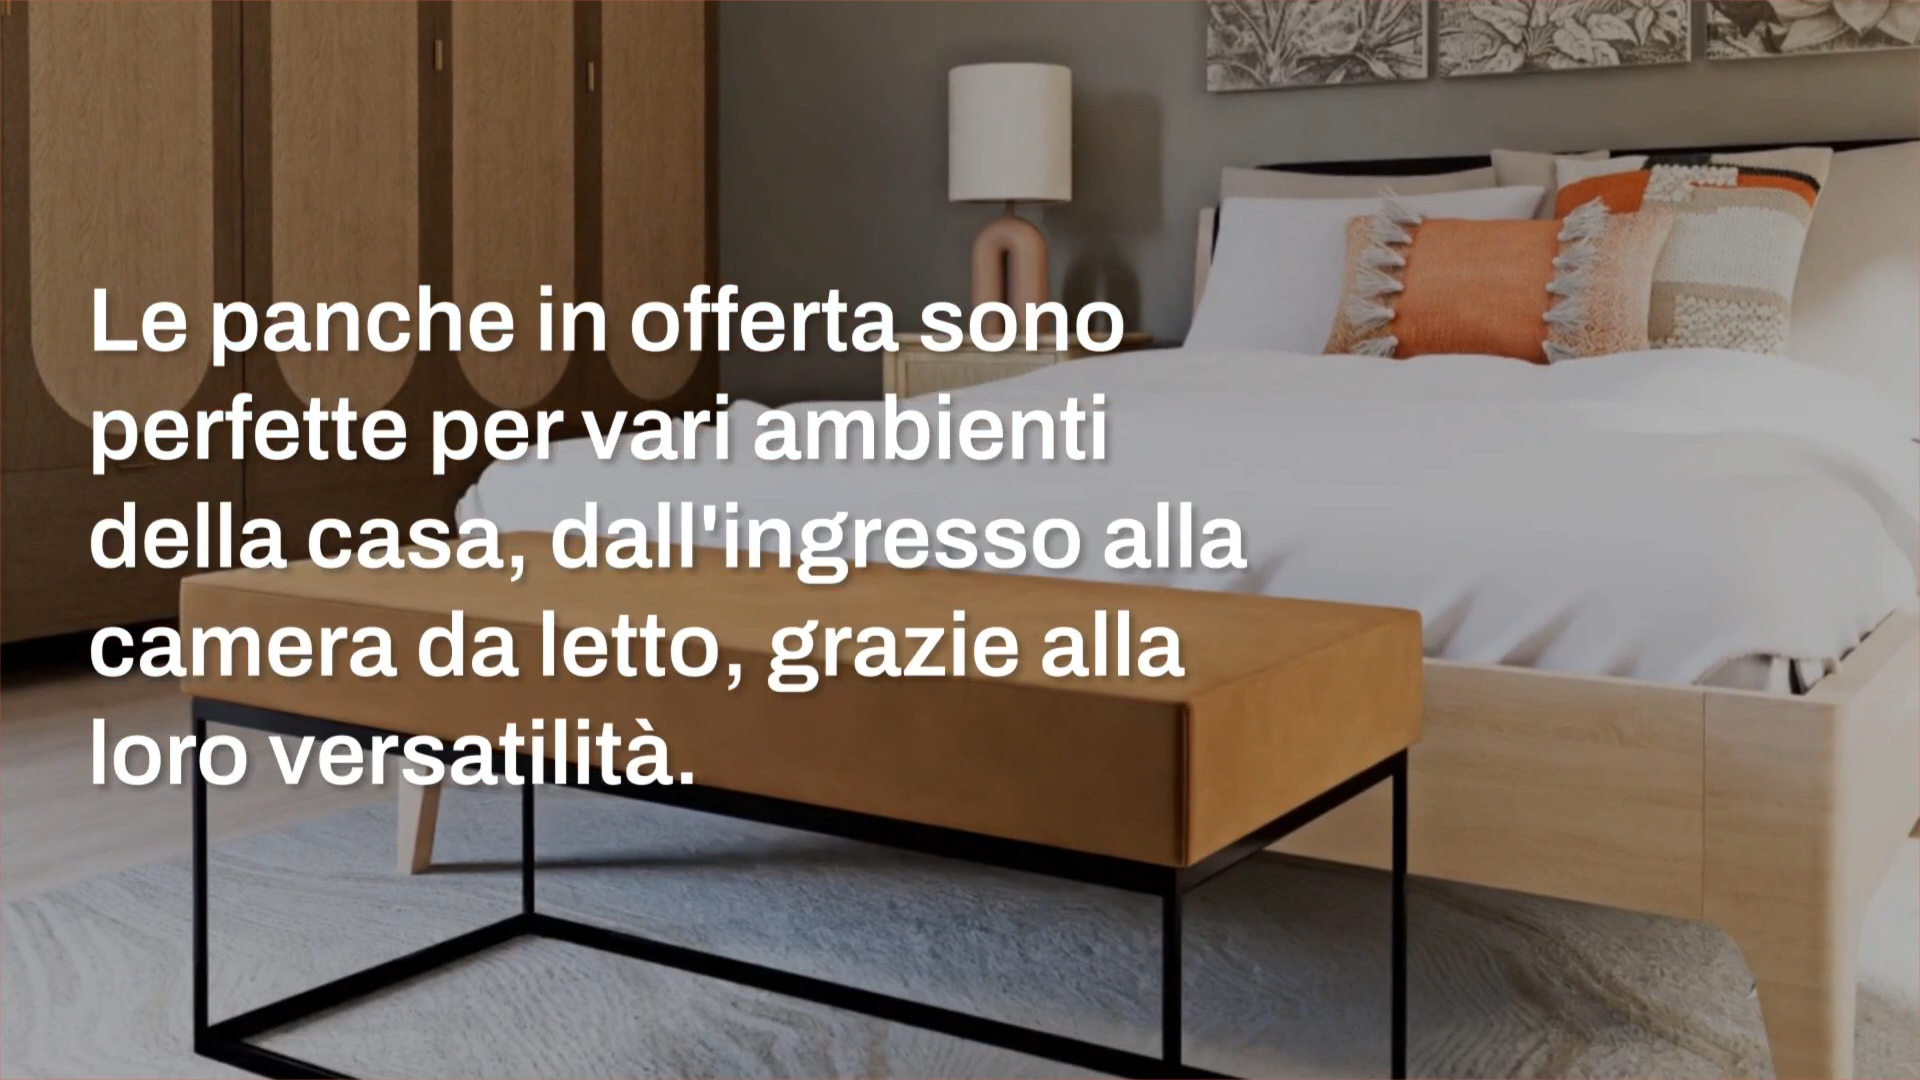 Le panche in offerta sono
perfette per vari ambienti
della casa, dall'ingresso alla
camera da letto, grazie alla
loro versatilità.